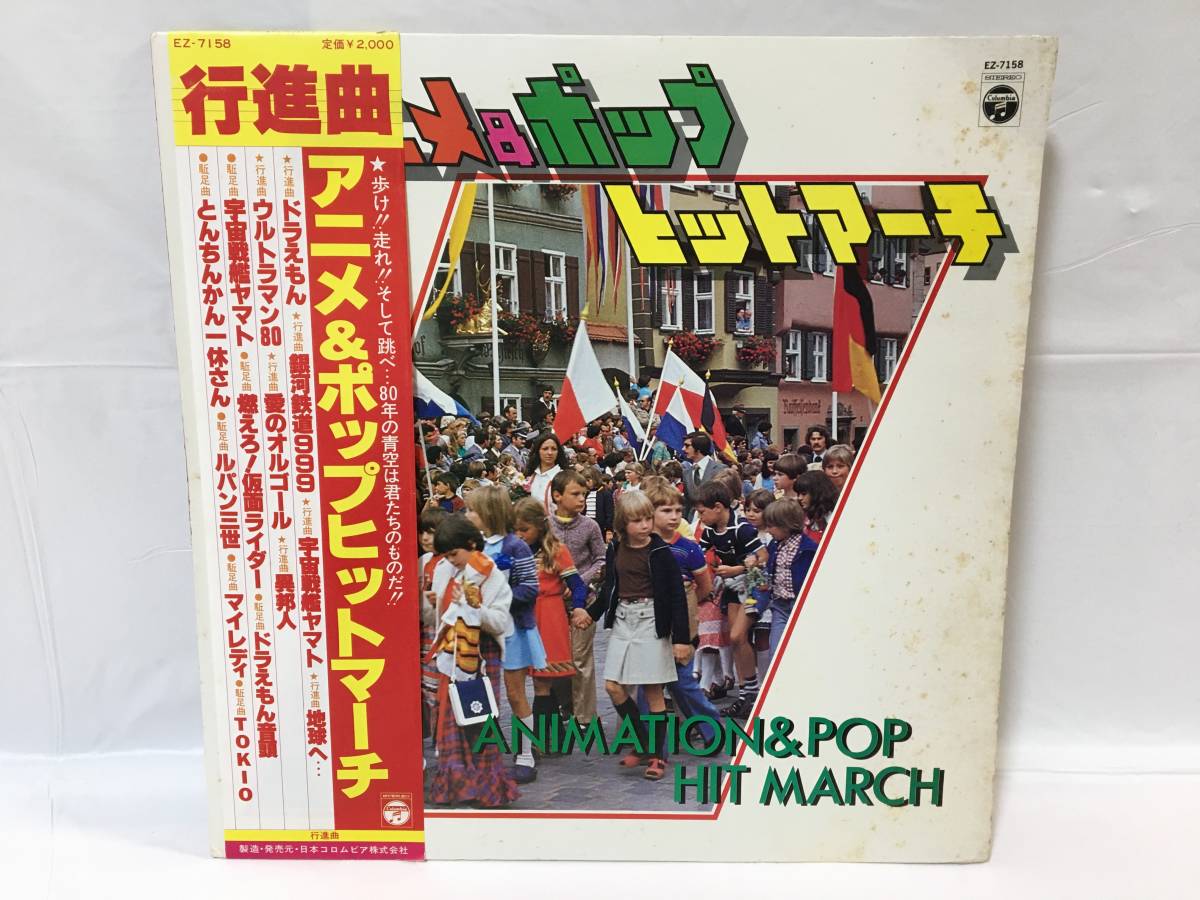 EZ-7158 定価¥2,000
行進曲
アニメ&ポップヒットマーチ
★歩け!!走れ!!そして跳べ…80年の青空は君たちのものだ!!
★行進曲 ドラえもん ★行進曲 銀河鉄道999 ★行進曲 宇宙戦艦ヤマト ★行進曲 地球へ…
★行進曲 ウルトラマン80 ★行進曲 愛のオルゴール ★行進曲 異邦人
●駈足曲 宇宙戦艦ヤマト ●駈足曲 燃えろ!仮面ライダー ●駈足曲 ドラえもん音頭
●駈足曲 とんちんかん一休さん ●駈足曲 ルパン三世 ●駈足曲 マイレディ ●駈足曲 TOKIO
Columbia
行進曲
製造・発売元・日本コロムビア株式会社
EZ-7158
STEREO
Columbia
ニメ&ポップ
ヒットマーチ
ANIMATION&POP
HIT MARCH